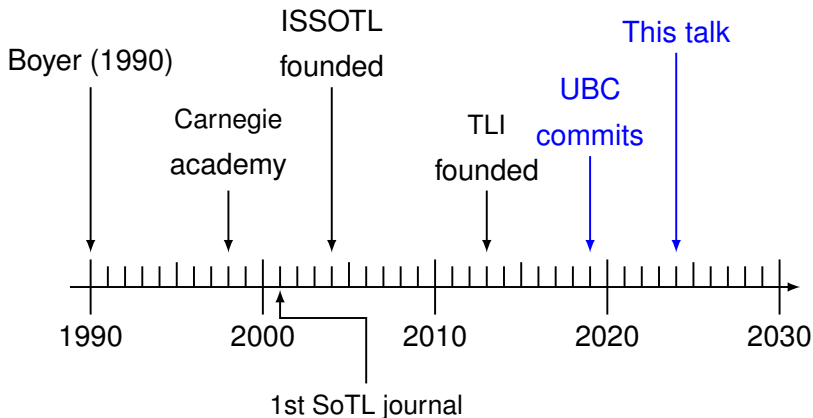 ISSOTL
founded
This talk
Boyer (1990)
UBC
commits
Carnegie
academy
TLI
founded
1990
2000
2010
2020
2030
1st SoTL journal